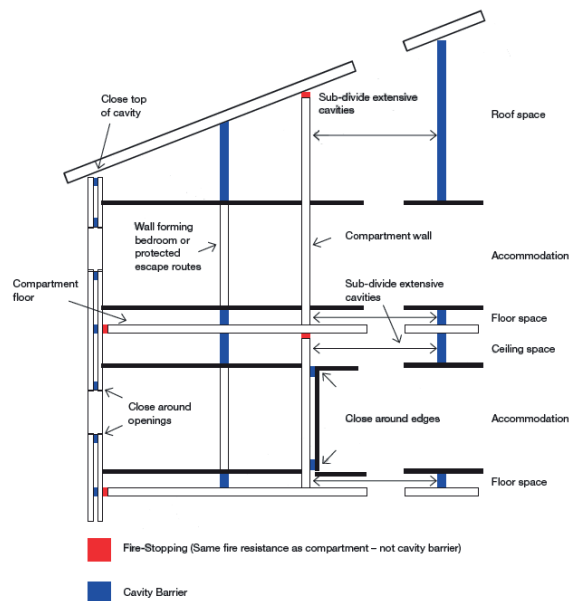 Close top
of cavity
Sub-divide extensive
cavities
Roof space
Wall forming
bedroom or
protected
escape routes
Compartment wall
Accommodation
Sub-divide extensive
cavities
Compartment
floor
Floor space
Ceiling space
Close around
openings
Close around edges
Accommodation
Floor space
Fire-Stopping (Same fire resistance as compartment – not cavity barrier)
Cavity Barrier